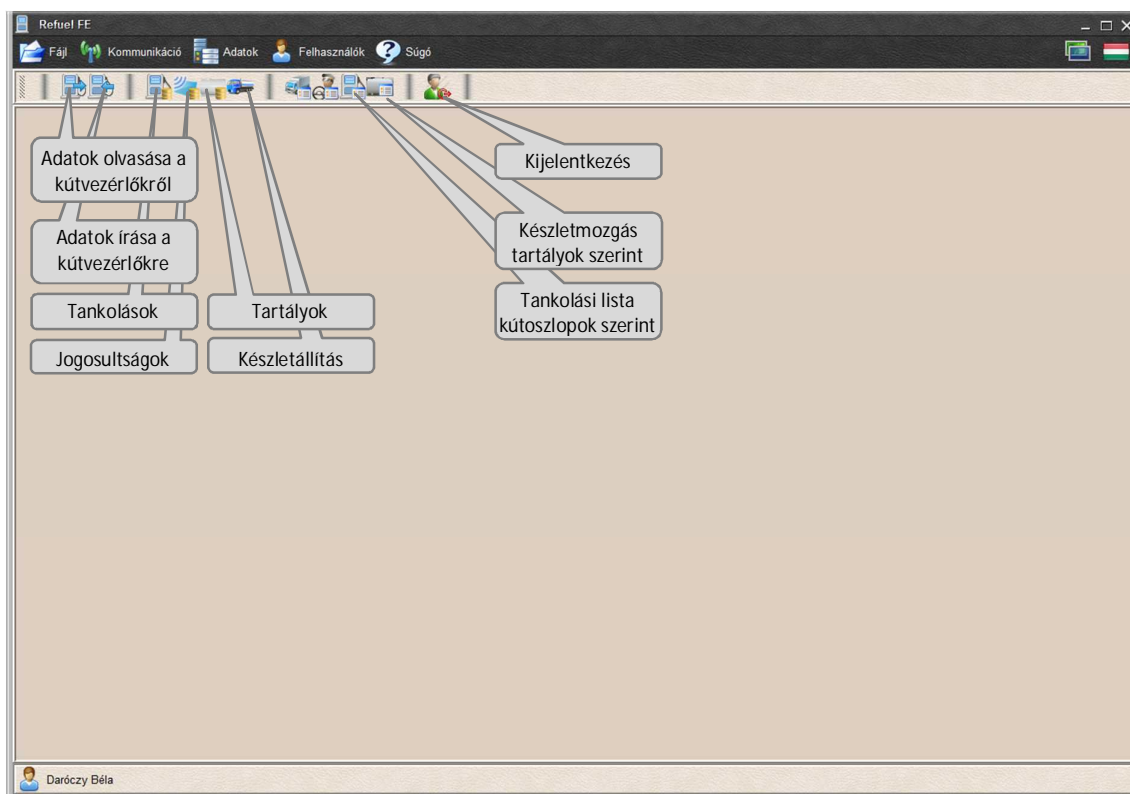 Refuel FE
Fájl Kommunikáció Adatok Felhasználók Súgó
Adatok olvasása a
kútvezérlőkről
Adatok írása a
kútvezérlőkre
Tankolások
Jogosultságok
Tartályok
Készletállítás
Kijelentkezés
Készletmozgás
tartályok szerint
Tankolási lista
kútoszlopok szerint
Daróczy Béla